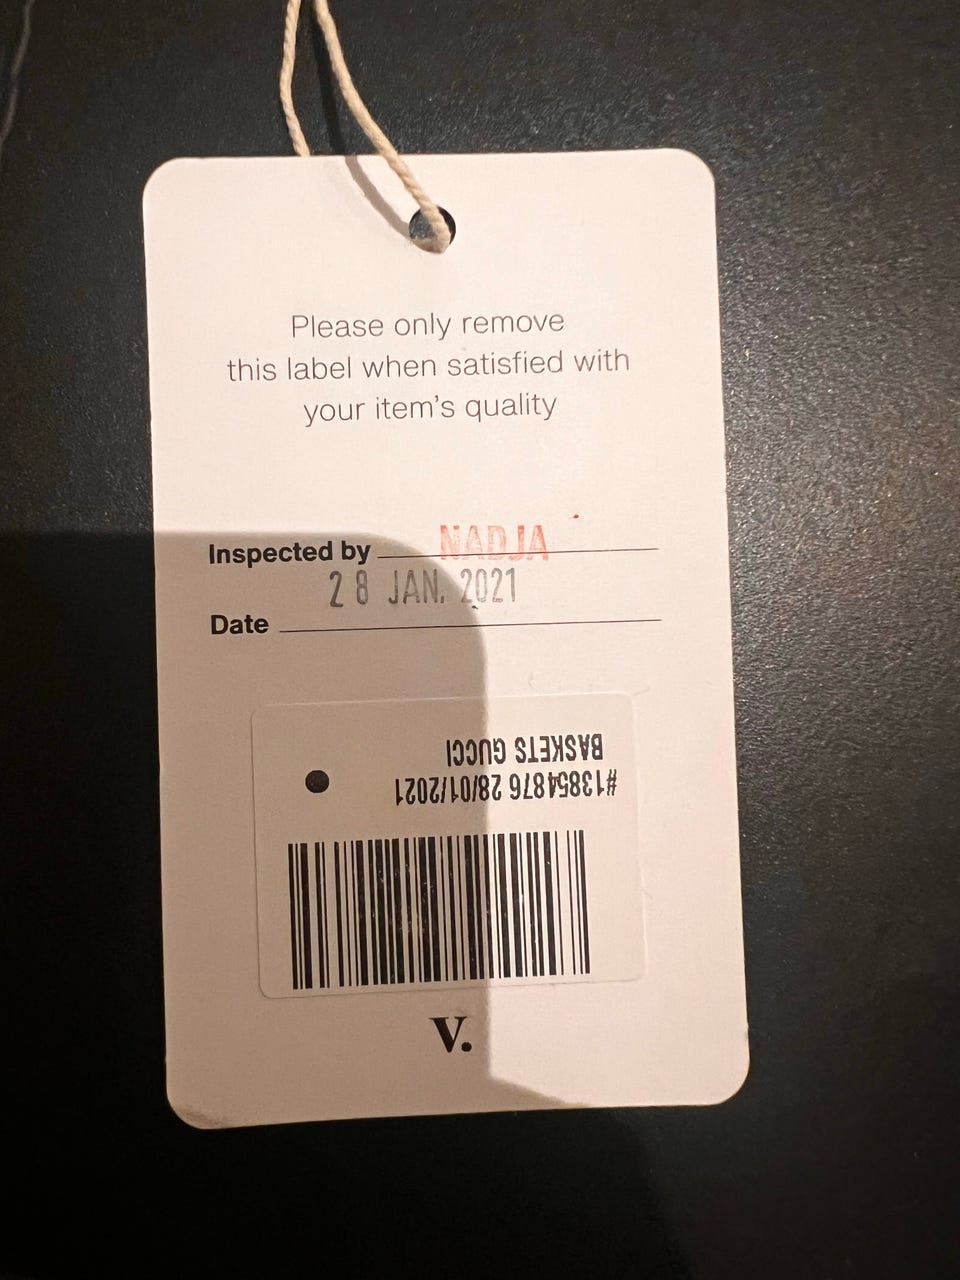 Please only remove
this label when satisfied with
your item's quality
Inspected by NADJA
28 JAN. 2021
Date
BASKETS GUCCI
#13854876 28/01/2021
V.